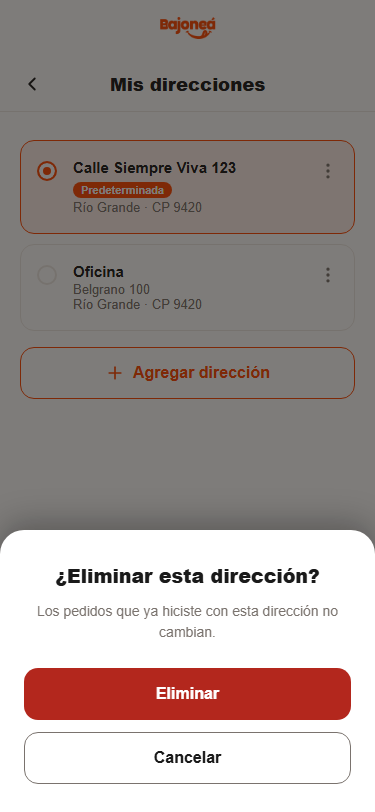 Bajoneá
Mis direcciones
Calle Siempre Viva 123
Predeterminada
Río Grande · CP 9420
Oficina
Belgrano 100
Río Grande · CP 9420
+ Agregar dirección
¿Eliminar esta dirección?
Los pedidos que ya hiciste con esta dirección no
cambian.
Eliminar
Cancelar